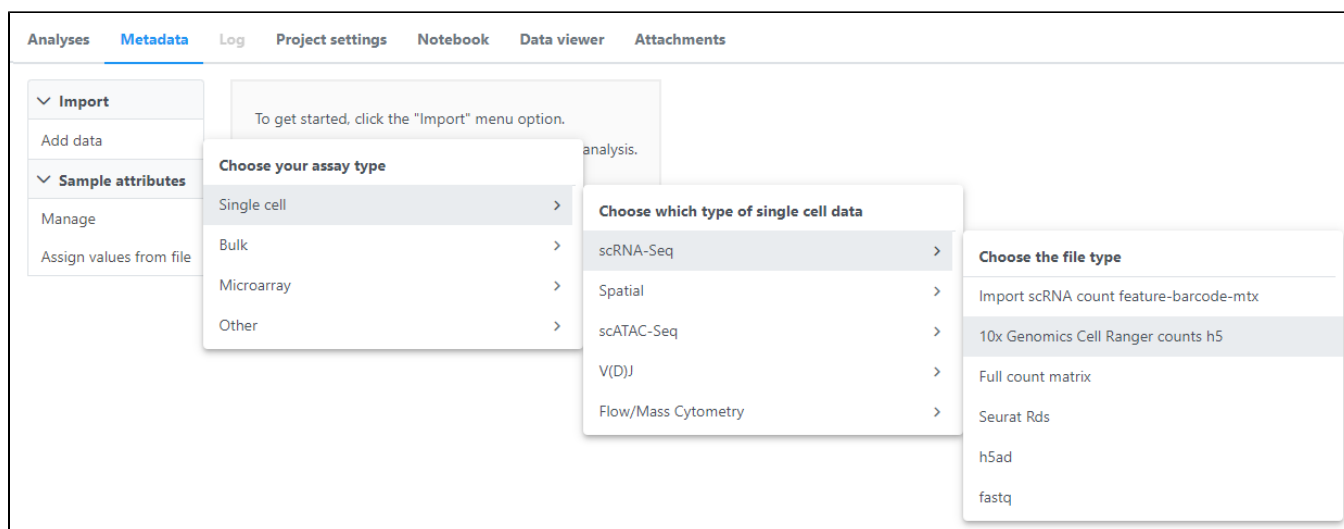 Analyses Metadata Log Project settings Notebook Data viewer Attachments
Import
Add data
Sample attributes
Manage
Assign values from file
To get started, click the "Import" menu option.
analysis.
Choose your assay type
Single cell
Bulk
Microarray
Other
Choose which type of single cell data
scRNA-Seq
Spatial
scATAC-Seq
V(D)J
Flow/Mass Cytometry
Choose the file type
Import scRNA count feature-barcode-mtx
10x Genomics Cell Ranger counts h5
Full count matrix
Seurat Rds
h5ad
fastq